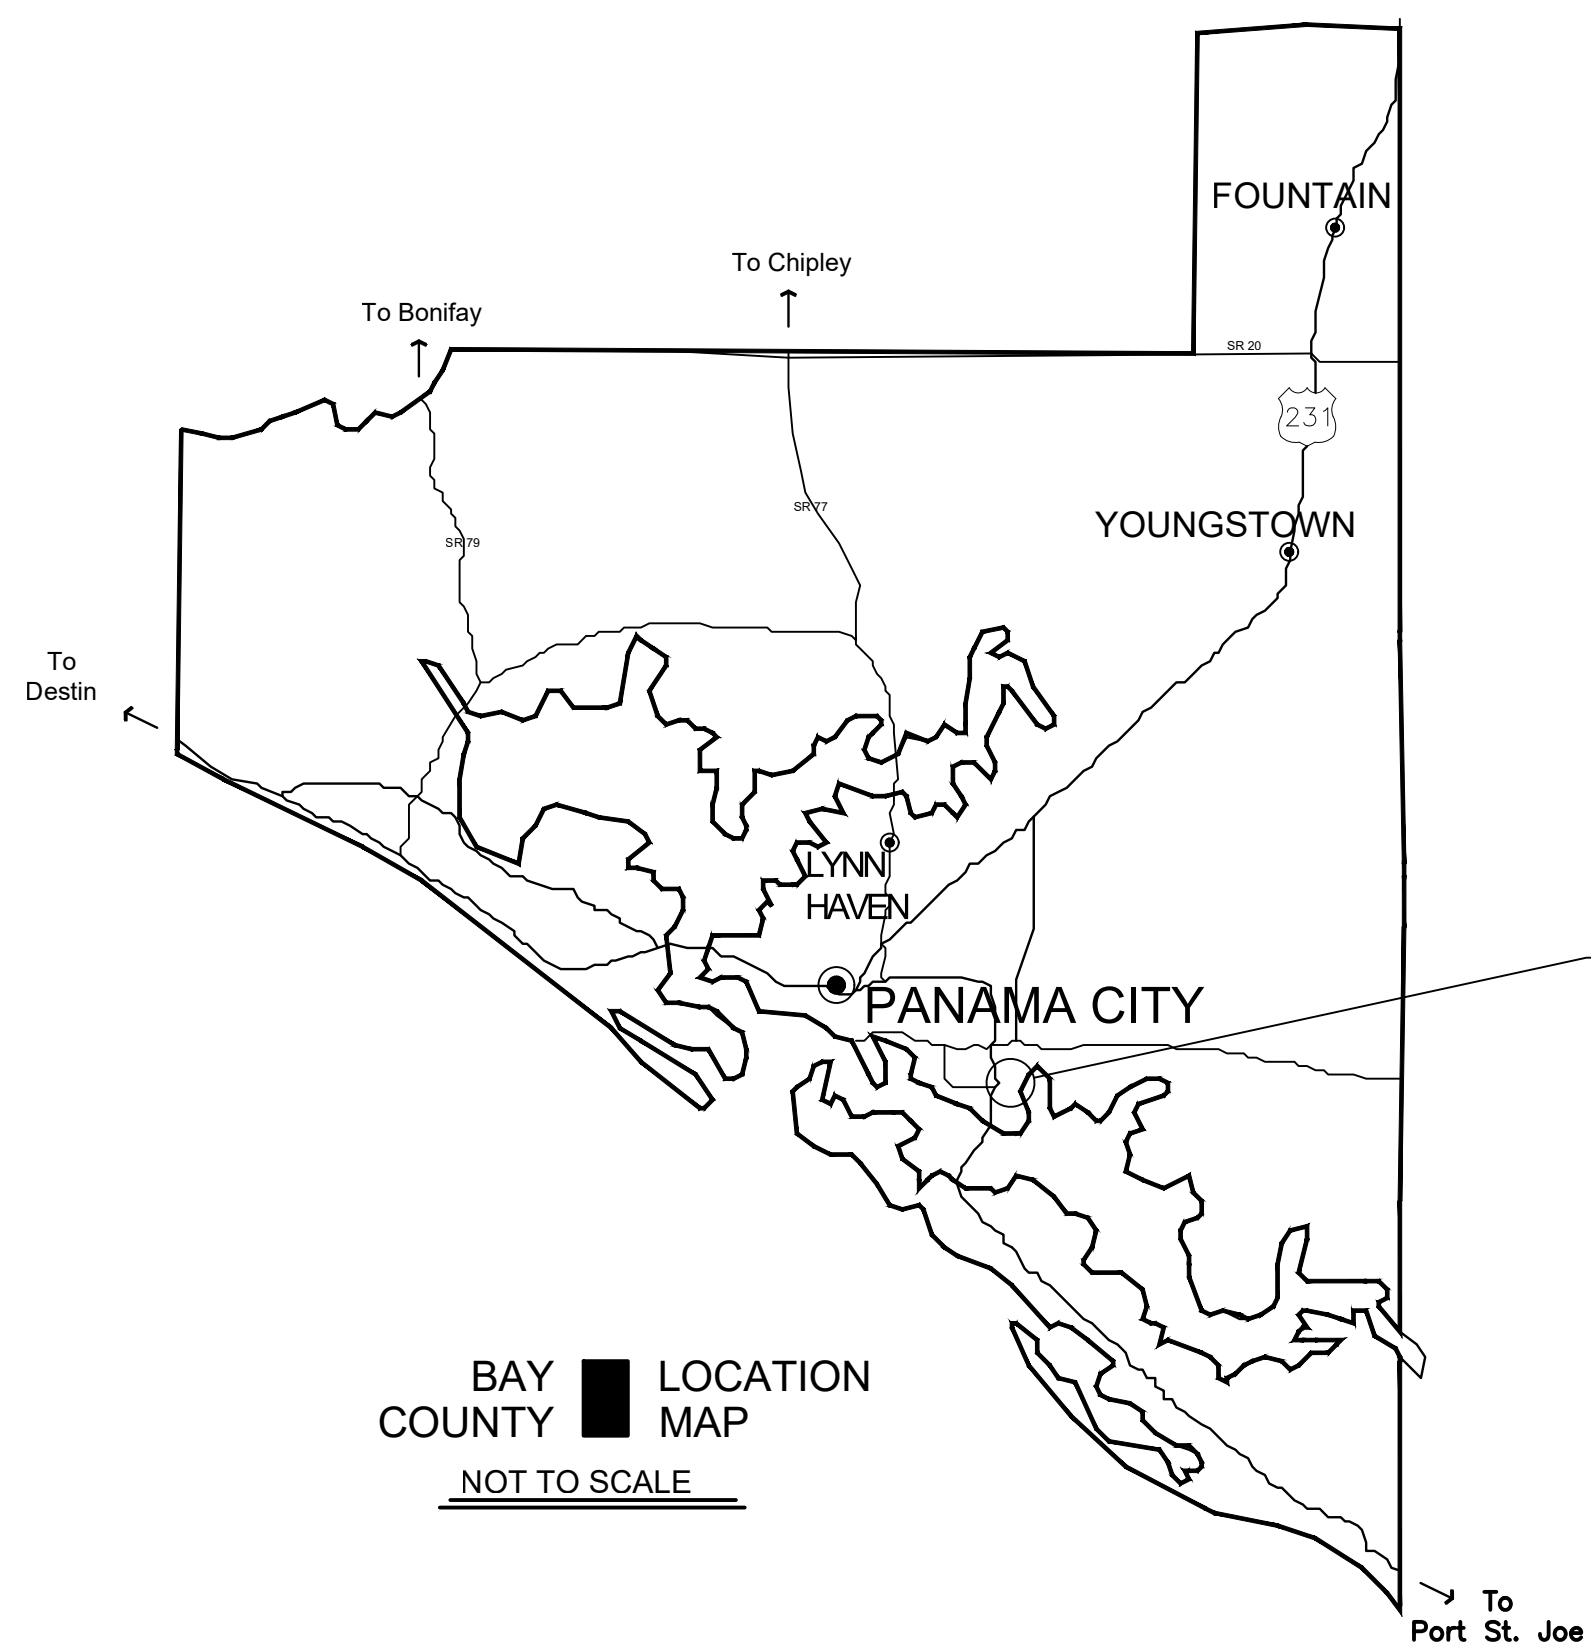 FOUNTAIN
To Chipley
To Bonifay
SR 20
231
SR 77
YOUNGSTOWN
SR 79
To
Destin
LYNN
HAVEN
PANAMA CITY
BAY
COUNTY
LOCATION
MAP
NOT TO SCALE
To
Port St. Joe